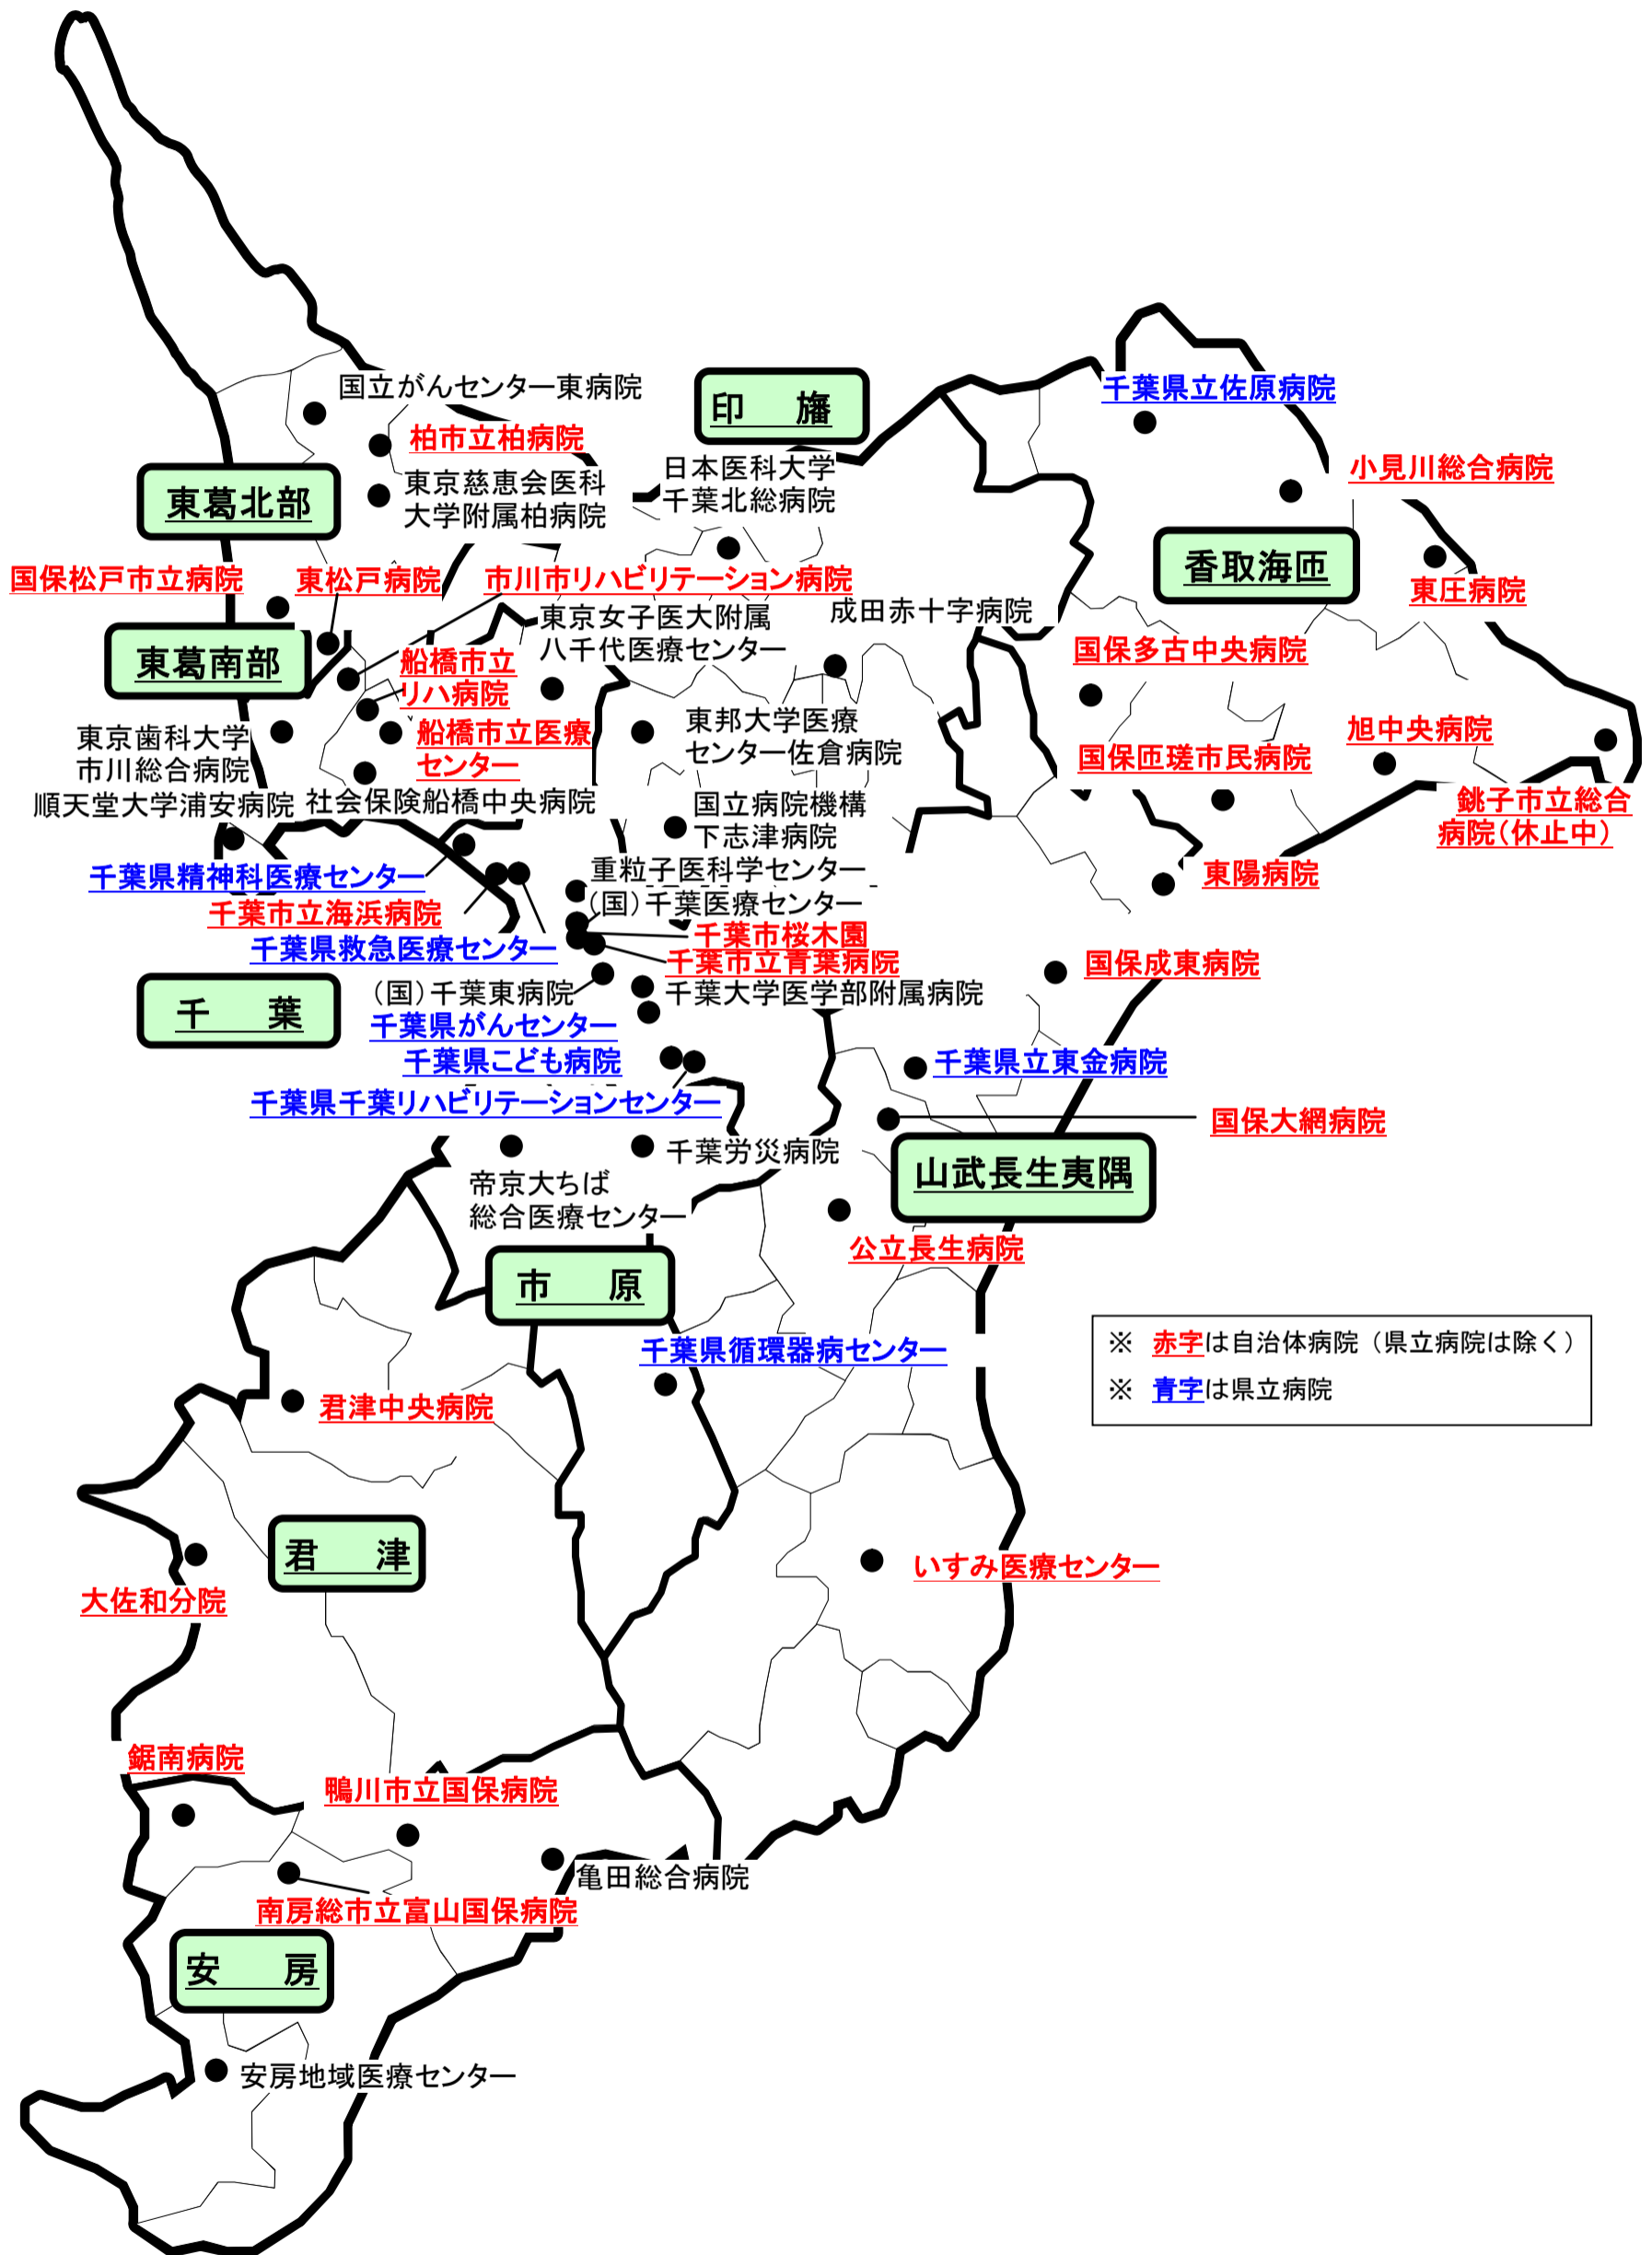 国立がんセンター東病院
千葉県立佐原病院
印　旛
柏市立柏病院
日本医科大学
千葉北総病院
小見川総合病院
東葛北部
東京慈恵会医科
大学附属柏病院
香取海匝
国保松戸市立病院
東松戸病院
市川市リハビリテーション病院
東圧病院
東京女子医大附属
八千代医療センター
成田赤十字病院
東葛南部
船橋市立
リハ病院
国保多古中央病院
東京歯科大学
市川総合病院
船橋市立医療
センター
東邦大学医療
センター佐倉病院
国保匝瑳市民病院
旭中央病院
順天堂大学浦安病院
社会保険船橋中央病院
国立病院機構
下志津病院
銚子市立総合
病院（休止中）
千葉県精神科医療センター
重粒子医科学センター
東陽病院
千葉市立海浜病院
（国）千葉医療センター
千葉県救急医療センター
千葉市桜木園
千葉市立青葉病院
国保成東病院
千　葉
（国）千葉東病院
千葉大学医学部附属病院
千葉県がんセンター
千葉県こども病院
千葉県立東金病院
千葉県千葉リハビリテーションセンター
国保大網病院
千葉労災病院
山武長生夷隅
帝京大ちば
総合医療センター
公立長生病院
市　原
千葉県循環器病センター
※　赤字は自治体病院（県立病院は除く）
※　青字は県立病院
君津中央病院
君　津
いすみ医療センター
大佐和分院
鋸南病院
鴨川市立国保病院
亀田総合病院
南房総市立富山国保病院
安　房
安房地域医療センター